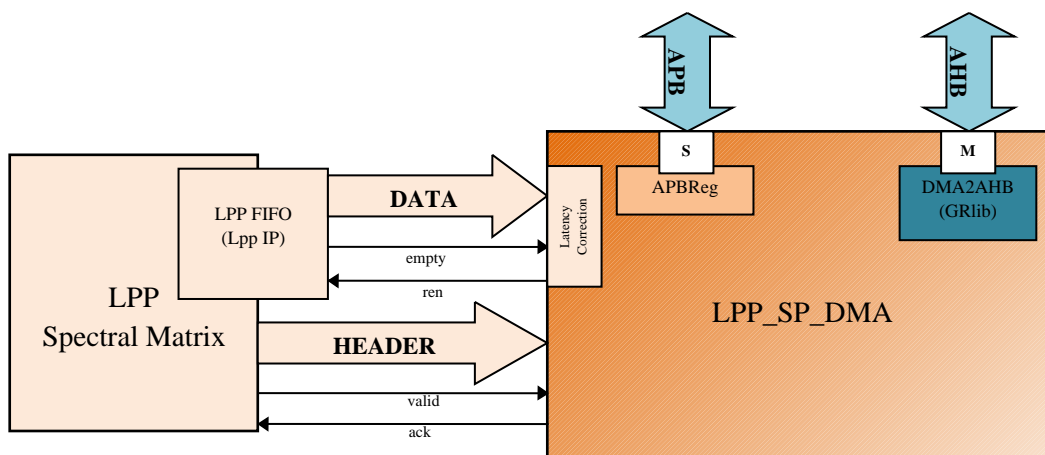 APB
AHB
S
M
LPP FIFO
(Lpp IP)
DATA
Latency
Correction
APBReg
DMA2AHB
(GRlib)
empty
ren
LPP
Spectral Matrix
LPP_SP_DMA
HEADER
valid
ack